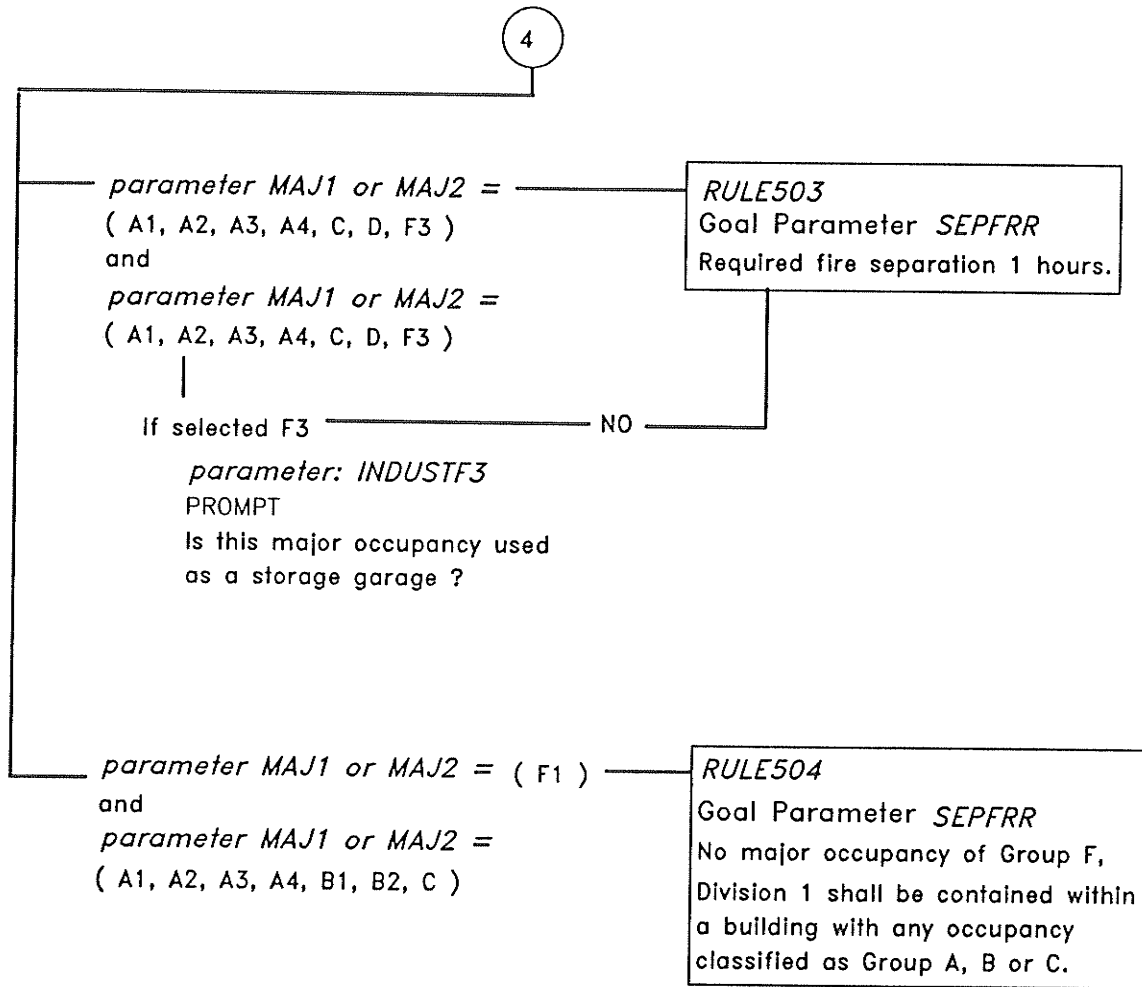 4
parameter MAJ1 or MAJ2 =
( A1, A2, A3, A4, C, D, F3 )
and
parameter MAJ1 or MAJ2 =
( A1, A2, A3, A4, C, D, F3 )
RULE503
Goal Parameter SEPFRR
Required fire separation 1 hours.
If selected F3
NO
parameter: INDUSTF3
PROMPT
Is this major occupancy used
as a storage garage ?
parameter MAJ1 or MAJ2 = ( F1 )
and
parameter MAJ1 or MAJ2 =
( A1, A2, A3, A4, B1, B2, C )
RULE504
Goal Parameter SEPFRR
No major occupancy of Group F,
Division 1 shall be contained within
a building with any occupancy
classified as Group A, B or C.